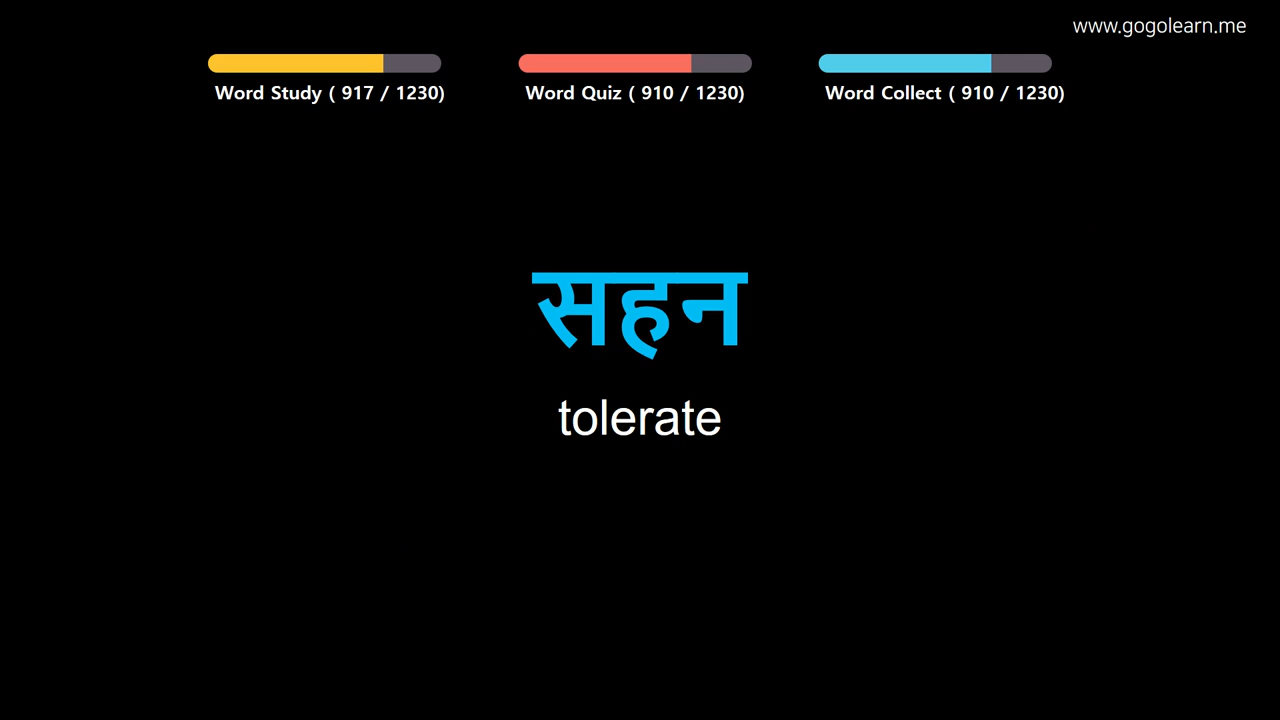 www.gogolearn.me
Word Study ( 917 / 1230)
Word Quiz ( 910 / 1230)
Word Collect ( 910 / 1230)
सहन
tolerate